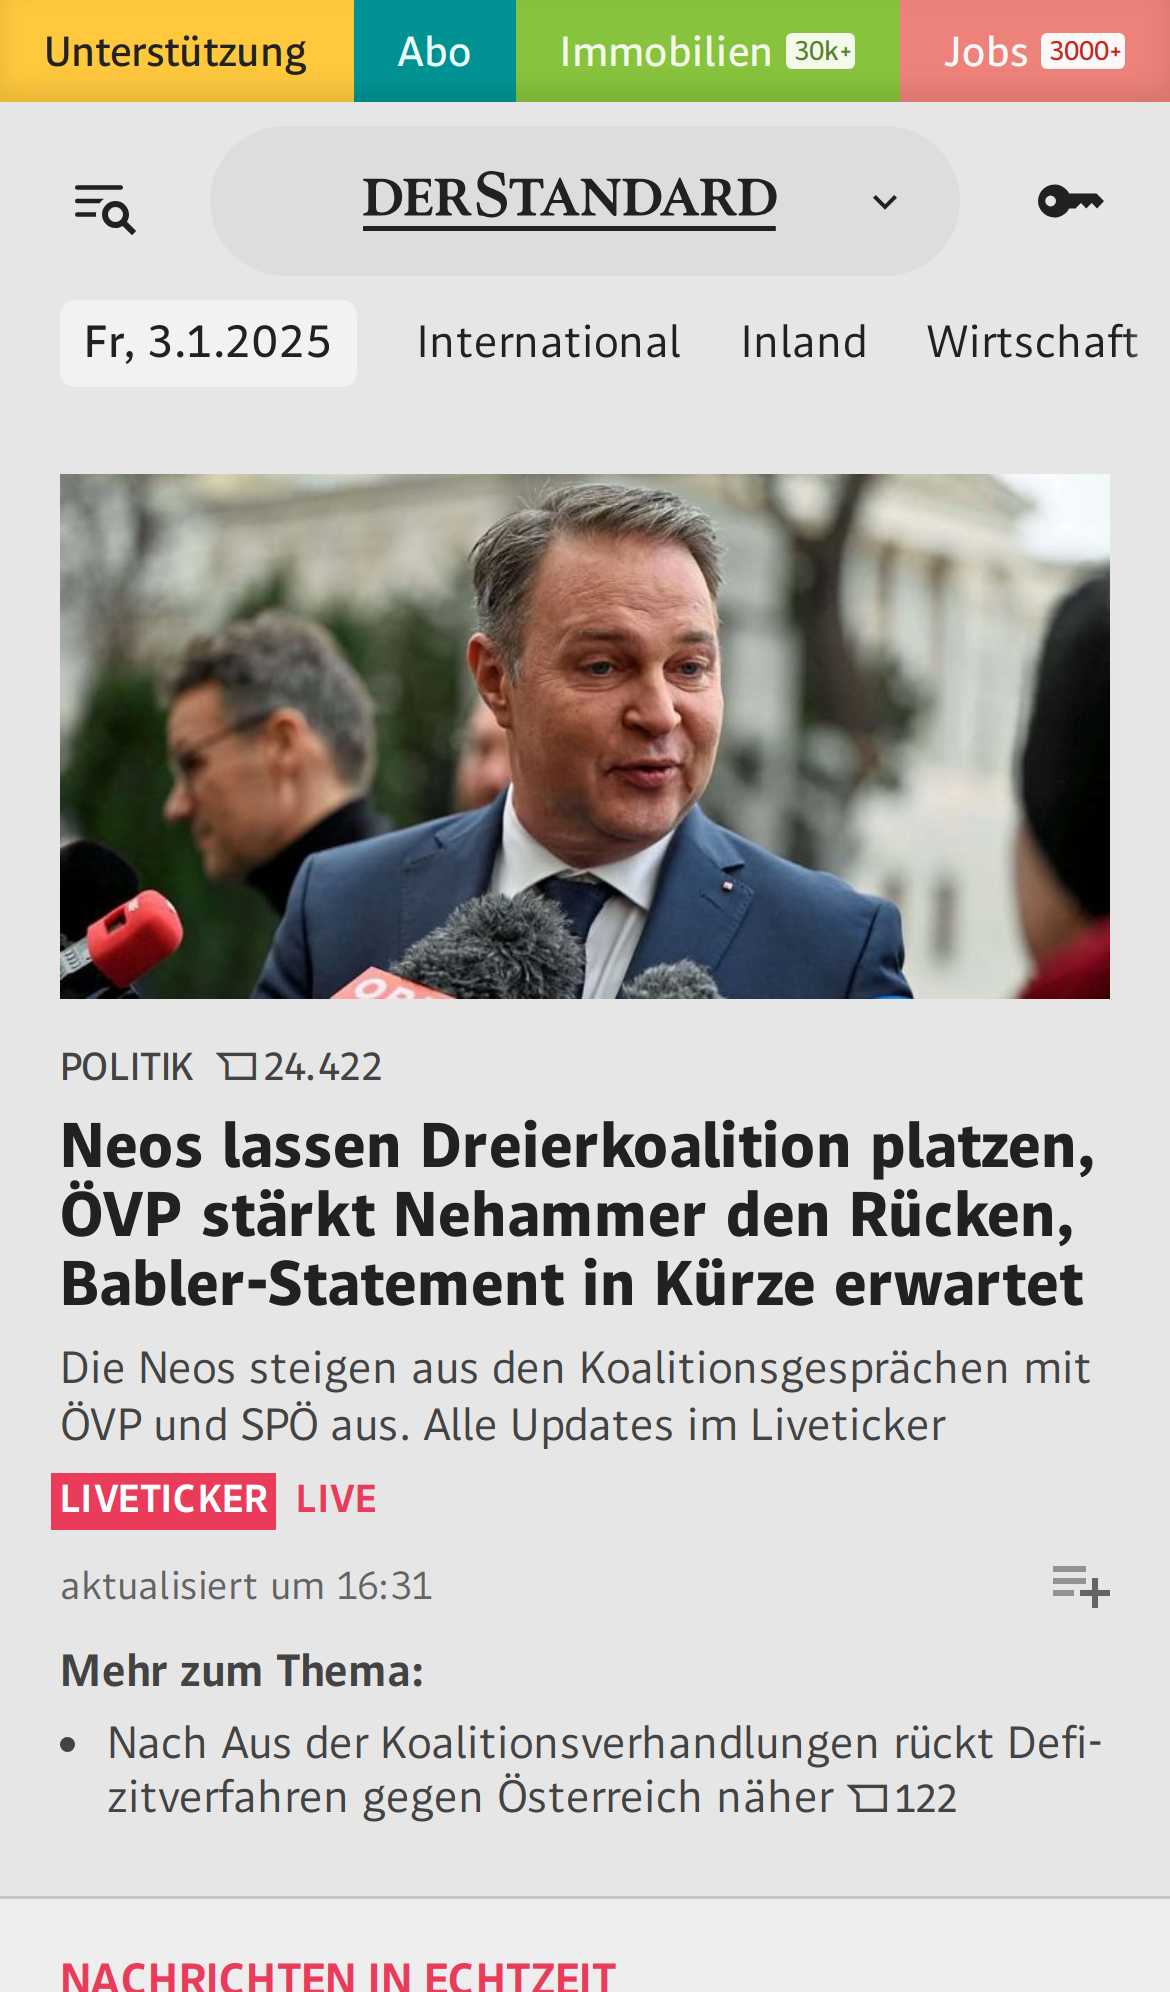 Unterstützung Abo Immobilien 30k+ Jobs 3000+
DERSTANDARD
Fr, 3.1.2025 International Inland Wirtschaft
POLITIK 24.422
Neos lassen Dreierkoalition platzen,
ÖVP stärkt Nehammer den Rücken,
Babler-Statement in Kürze erwartet
Die Neos steigen aus den Koalitionsgesprächen mit
ÖVP und SPÖ aus. Alle Updates im Liveticker
LIVETICKER LIVE
aktualisiert um 16:31
Mehr zum Thema:
• Nach Aus der Koalitionsverhandlungen rückt Defi-
zitverfahren gegen Österreich näher 122
NACHRICHTEN IN ECHTZEIT